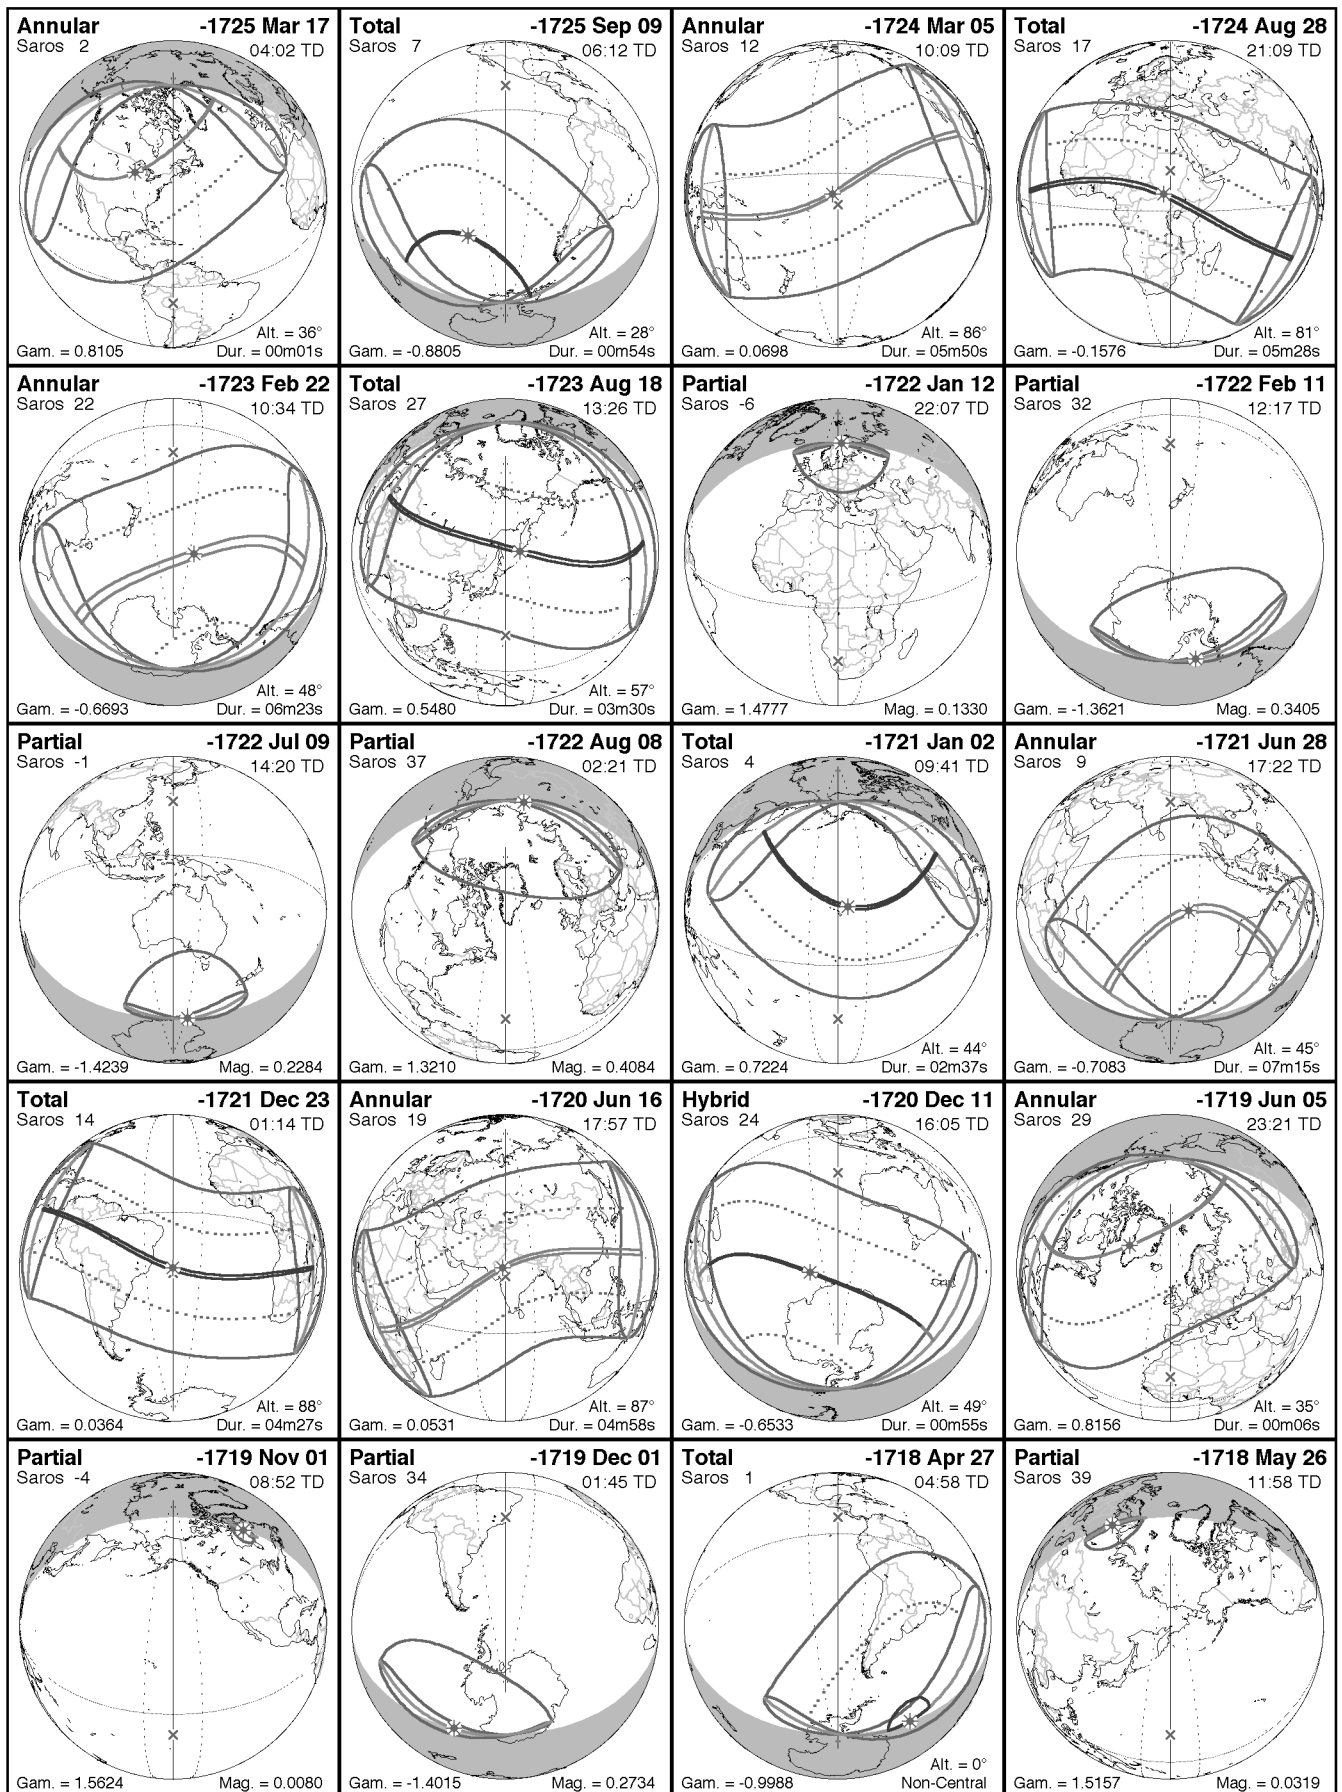 Annular -1725 Mar 17
Saros 2 04:02 TD
Alt. = 36°
Gam. = 0.8105 Dur. = 00m01s
Total -1725 Sep 09
Saros 7 06:12 TD
Alt. = 28°
Gam. = -0.8805 Dur. = 00m54s
Annular -1724 Mar 05
Saros 12 10:09 TD
Alt. = 86°
Gam. = 0.0698 Dur. = 05m50s
Total -1724 Aug 28
Saros 17 21:09 TD
Alt. = 81°
Gam. = -0.1576 Dur. = 05m28s
Annular -1723 Feb 22
Saros 22 10:34 TD
Alt. = 48°
Gam. = -0.6693 Dur. = 06m23s
Total -1723 Aug 18
Saros 27 13:26 TD
Alt. = 57°
Gam. = 0.5480 Dur. = 03m30s
Partial -1722 Jan 12
Saros -6 22:07 TD
Gam. = 1.4777 Mag. = 0.1330
Partial -1722 Feb 11
Saros 32 12:17 TD
Gam. = -1.3621 Mag. = 0.3405
Partial -1722 Jul 09
Saros -1 14:20 TD
Gam. = -1.4239 Mag. = 0.2284
Partial -1722 Aug 08
Saros 37 02:21 TD
Gam. = 1.3210 Mag. = 0.4084
Total -1721 Jan 02
Saros 4 09:41 TD
Alt. = 44°
Gam. = 0.7224 Dur. = 02m37s
Annular -1721 Jun 28
Saros 9 17:22 TD
Alt. = 45°
Gam. = -0.7083 Dur. = 07m15s
Total -1721 Dec 23
Saros 14 01:14 TD
Alt. = 88°
Gam. = 0.0364 Dur. = 04m27s
Annular -1720 Jun 16
Saros 19 17:57 TD
Alt. = 87°
Gam. = 0.0531 Dur. = 04m58s
Hybrid -1720 Dec 11
Saros 24 16:05 TD
Alt. = 49°
Gam. = -0.6533 Dur. = 00m55s
Annular -1719 Jun 05
Saros 29 23:21 TD
Alt. = 35°
Gam. = 0.8156 Dur. = 00m06s
Partial -1719 Nov 01
Saros -4 08:52 TD
Gam. = 1.5624 Mag. = 0.0080
Partial -1719 Dec 01
Saros 34 01:45 TD
Gam. = -1.4015 Mag. = 0.2734
Total -1718 Apr 27
Saros 1 04:58 TD
Alt. = 0°
Gam. = -0.9988 Non-Central
Partial -1718 May 26
Saros 39 11:58 TD
Gam. = 1.5157 Mag. = 0.0319